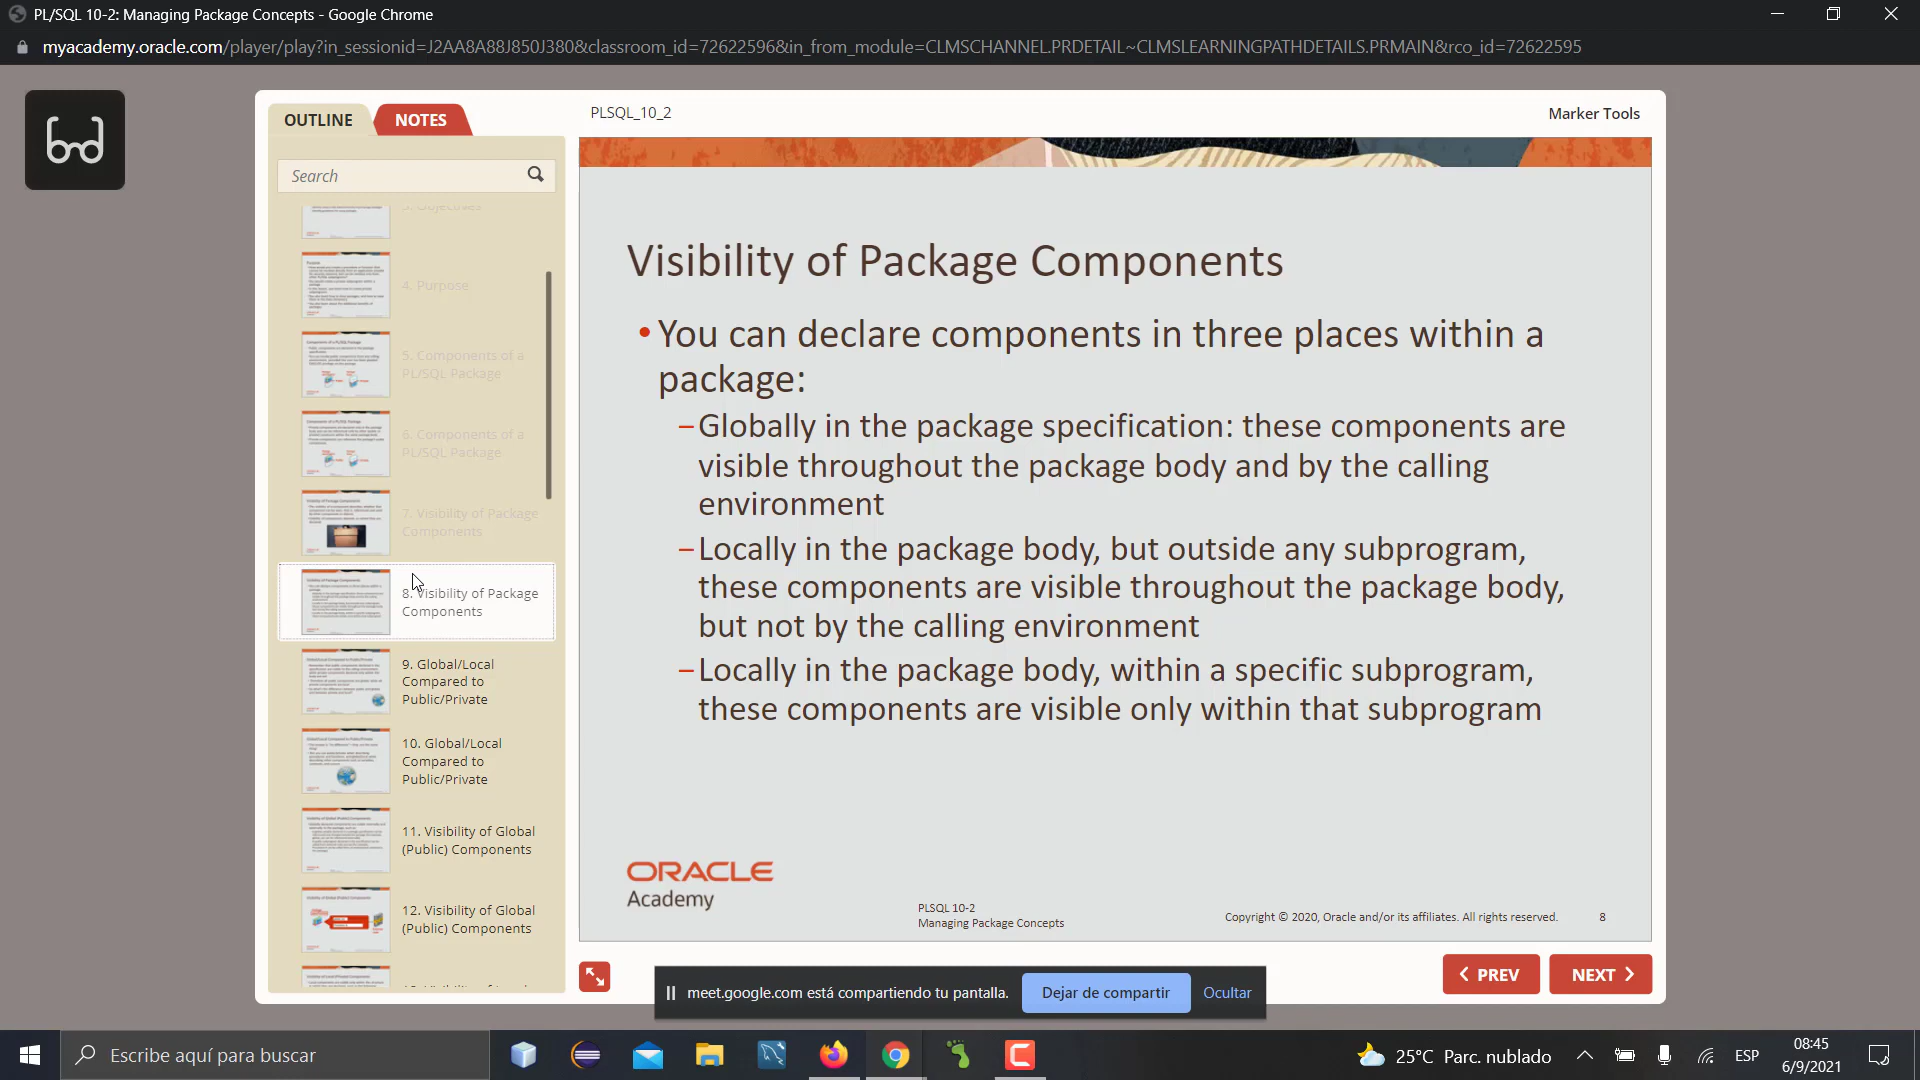 PL/SQL 10-2: Managing Package Concepts - Google Chrome
myacademy.oracle.com/player/play?in_sessionid=J2AA8A88J850J380&classroom_id=72622596&in_from_module=CLMSCHANNEL.PRDETAIL~CLMSLEARNINGPATHDETAILS.PRMAIN&rco_id=72622595
OUTLINE
NOTES
PLSQL_10_2
Marker Tools
Search
4. Purpose
5. Components of a
PL/SQL Package
6. Components of a
PL/SQL Package
7. Visibility of Package
Components
8. Visibility of Package
Components
9. Global/Local
Compared to
Public/Private
10. Global/Local
Compared to
Public/Private
11. Visibility of Global
(Public) Components
12. Visibility of Global
(Public) Components
Visibility of Package Components
• You can declare components in three places within a
package:
– Globally in the package specification: these components are
visible throughout the package body and by the calling
environment
– Locally in the package body, but outside any subprogram,
these components are visible throughout the package body,
but not by the calling environment
– Locally in the package body, within a specific subprogram,
these components are visible only within that subprogram
ORACLE
Academy
PLSQL 10-2
Managing Package Concepts
Copyright © 2020, Oracle and/or its affiliates. All rights reserved.
8
PREV
NEXT
meet.google.com está compartiendo tu pantalla.
Dejar de compartir
Ocultar
Escribe aquí para buscar
25°C Parc. nublado
ESP
08:45
6/9/2021